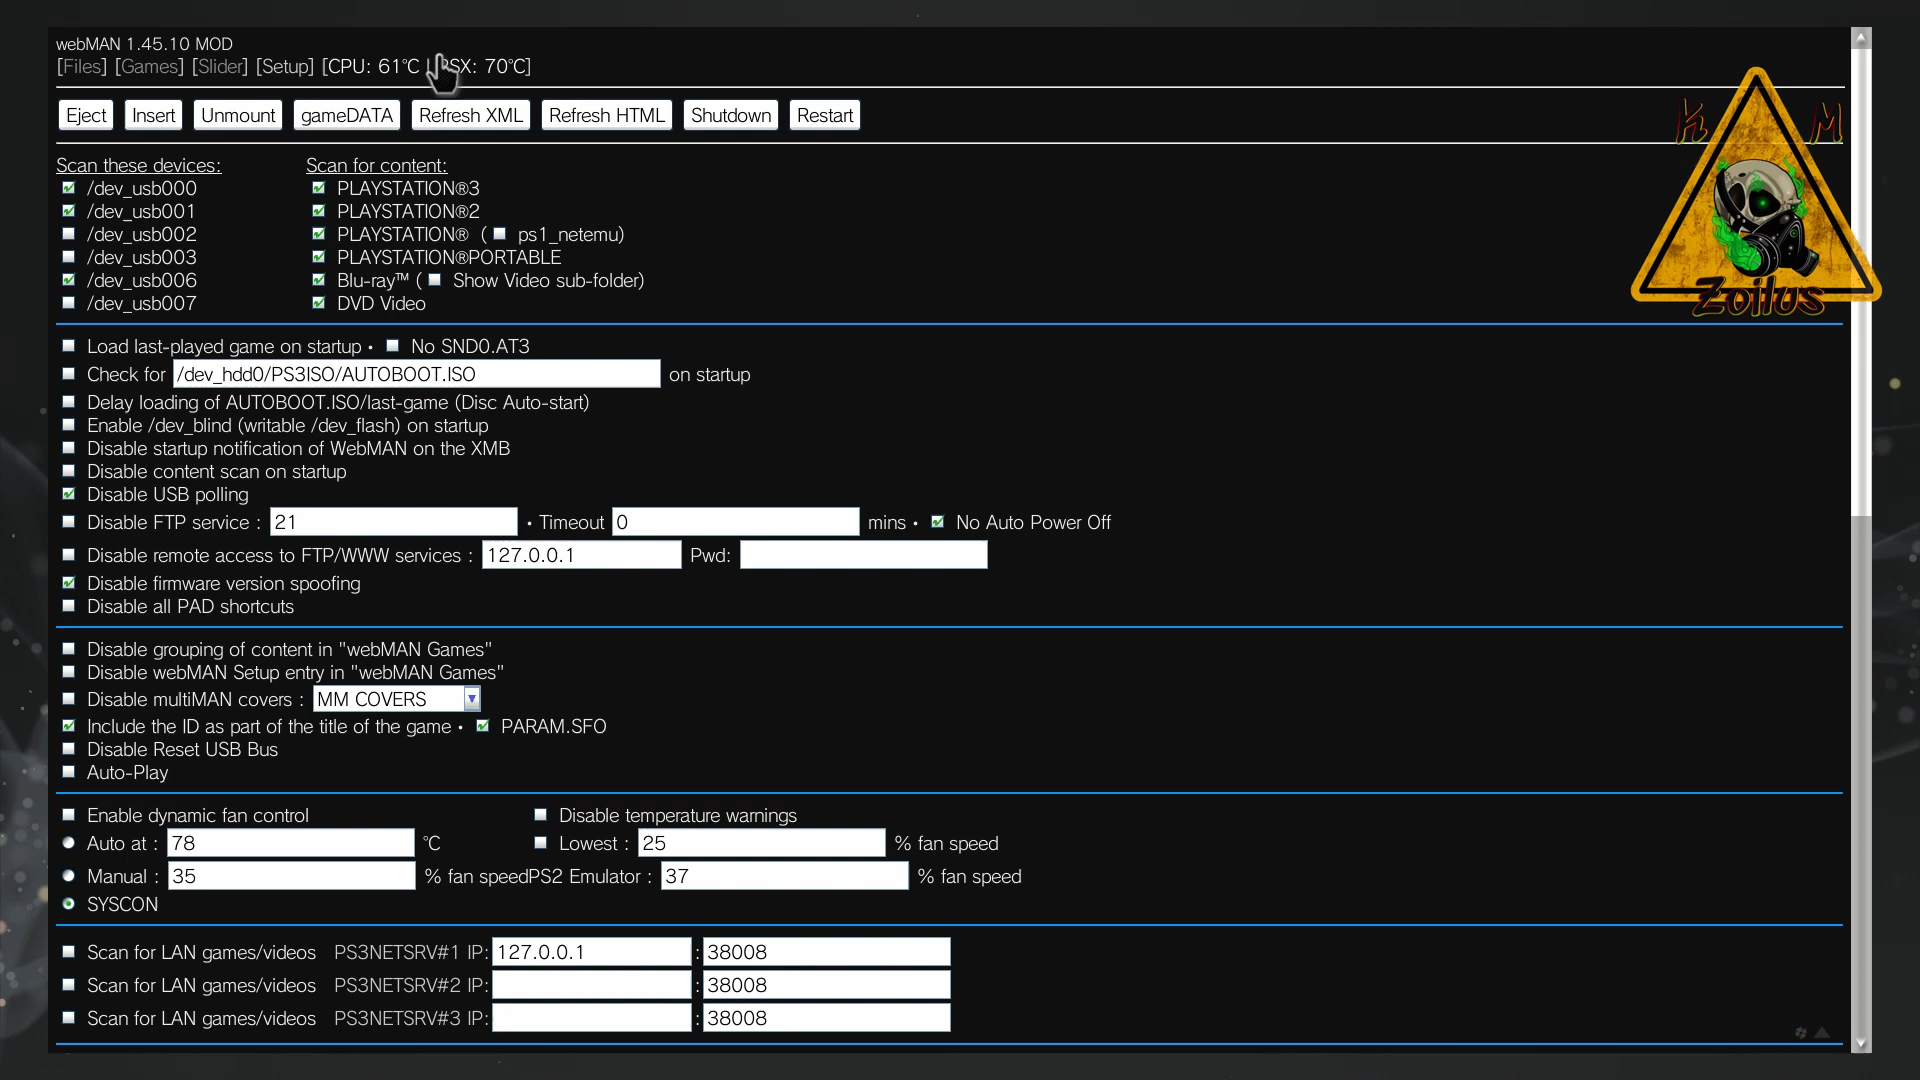 webMAN 1.45.10 MOD
[Files] [Games] [Slider] [Setup] [CPU: 61°C | RSX: 70°C]
Eject Insert Unmount gameDATA Refresh XML Refresh HTML Shutdown Restart
K M
Zoilus
Scan these devices: Scan for content:
/dev_usb000 PLAYSTATION®3
/dev_usb001 PLAYSTATION®2
/dev_usb002 PLAYSTATION® ( ps1_netemu)
/dev_usb003 PLAYSTATION®PORTABLE
/dev_usb006 Blu-ray™ ( Show Video sub-folder)
/dev_usb007 DVD Video
Load last-played game on startup • No SND0.AT3
Check for /dev_hdd0/PS3ISO/AUTOBOOT.ISO on startup
Delay loading of AUTOBOOT.ISO/last-game (Disc Auto-start)
Enable /dev_blind (writable /dev_flash) on startup
Disable startup notification of WebMAN on the XMB
Disable content scan on startup
Disable USB polling
Disable FTP service : 21 • Timeout 0 mins • No Auto Power Off
Disable remote access to FTP/WWW services : 127.0.0.1 Pwd:
Disable firmware version spoofing
Disable all PAD shortcuts
Disable grouping of content in "webMAN Games"
Disable webMAN Setup entry in "webMAN Games"
Disable multiMAN covers : MM COVERS
Include the ID as part of the title of the game • PARAM.SFO
Disable Reset USB Bus
Auto-Play
Enable dynamic fan control Disable temperature warnings
Auto at : 78 °C Lowest : 25 % fan speed
Manual : 35 % fan speedPS2 Emulator : 37 % fan speed
SYSCON
Scan for LAN games/videos PS3NETSRV#1 IP: 127.0.0.1 : 38008
Scan for LAN games/videos PS3NETSRV#2 IP: : 38008
Scan for LAN games/videos PS3NETSRV#3 IP: : 38008